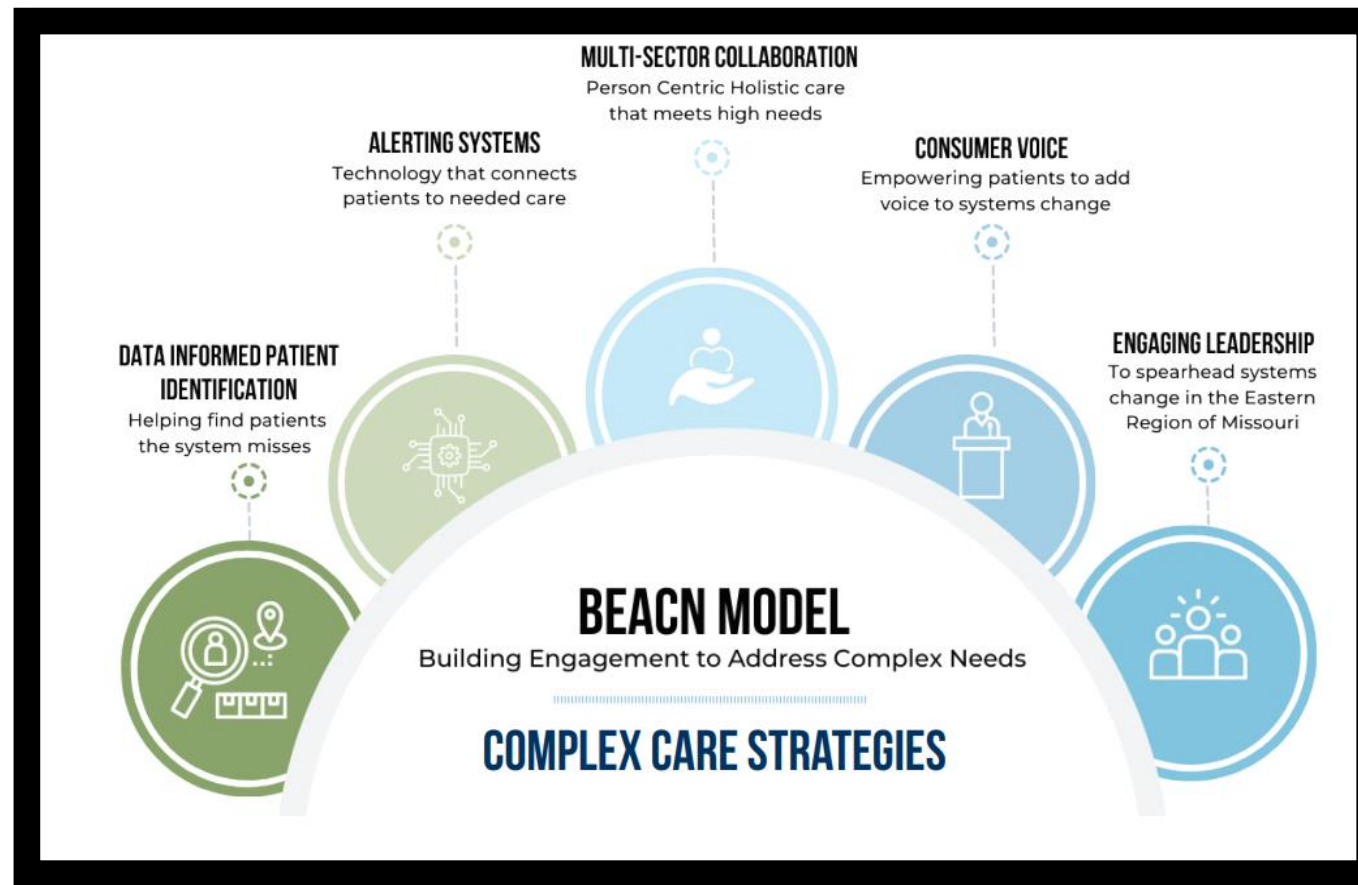 MULTI-SECTOR COLLABORATION
Person Centric Holistic care
that meets high needs
ALERTING SYSTEMS
Technology that connects
patients to needed care
CONSUMER VOICE
Empowering patients to add
voice to systems change
DATA INFORMED PATIENT
IDENTIFICATION
Helping find patients
the system misses
ENGAGING LEADERSHIP
To spearhead systems
change in the Eastern
Region of Missouri
BEACN MODEL
Building Engagement to Address Complex Needs
COMPLEX CARE STRATEGIES